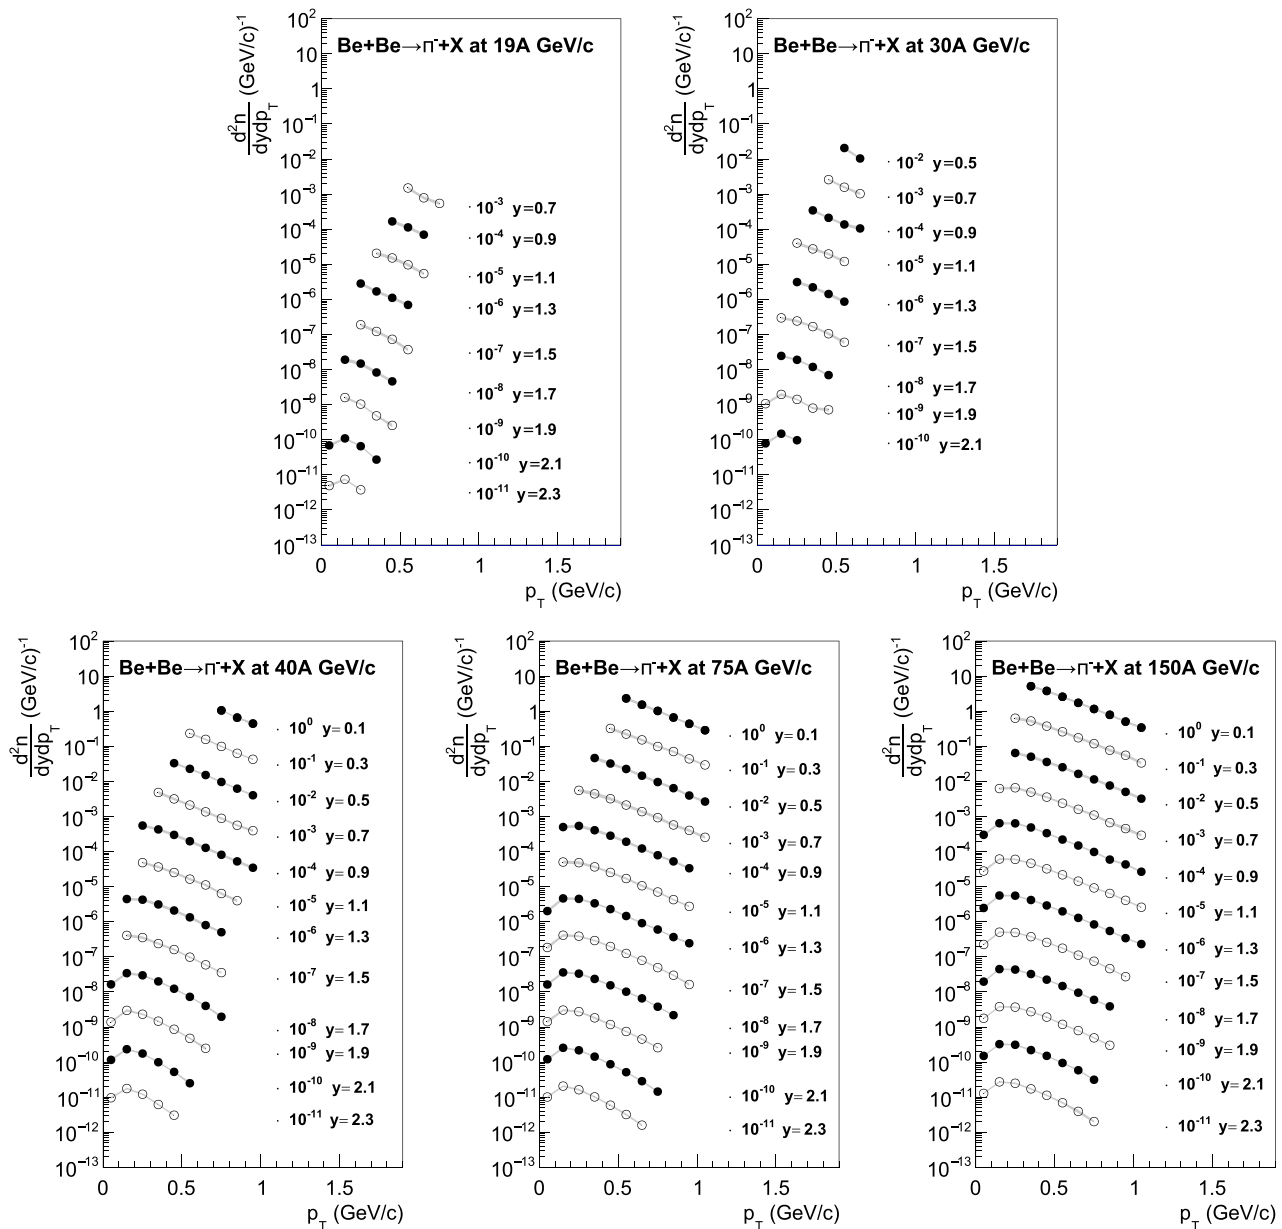 Be+Be→π⁻+X at 19A GeV/c
d²n/dydp_T (GeV/c)⁻¹
10²
10
1
10⁻¹
10⁻²
10⁻³
10⁻⁴
10⁻⁵
10⁻⁶
10⁻⁷
10⁻⁸
10⁻⁹
10⁻¹⁰
10⁻¹¹
10⁻¹²
10⁻¹³
· 10⁻³ y=0.7
· 10⁻⁴ y=0.9
· 10⁻⁵ y=1.1
· 10⁻⁶ y=1.3
· 10⁻⁷ y=1.5
· 10⁻⁸ y=1.7
· 10⁻⁹ y=1.9
· 10⁻¹⁰ y=2.1
· 10⁻¹¹ y=2.3
0 0.5 1 1.5
p_T (GeV/c)
Be+Be→π⁻+X at 30A GeV/c
d²n/dydp_T (GeV/c)⁻¹
10²
10
1
10⁻¹
10⁻²
10⁻³
10⁻⁴
10⁻⁵
10⁻⁶
10⁻⁷
10⁻⁸
10⁻⁹
10⁻¹⁰
10⁻¹¹
10⁻¹²
10⁻¹³
· 10⁻² y=0.5
· 10⁻³ y=0.7
· 10⁻⁴ y=0.9
· 10⁻⁵ y=1.1
· 10⁻⁶ y=1.3
· 10⁻⁷ y=1.5
· 10⁻⁸ y=1.7
· 10⁻⁹ y=1.9
· 10⁻¹⁰ y=2.1
0 0.5 1 1.5
p_T (GeV/c)
Be+Be→π⁻+X at 40A GeV/c
d²n/dydp_T (GeV/c)⁻¹
10²
10
1
10⁻¹
10⁻²
10⁻³
10⁻⁴
10⁻⁵
10⁻⁶
10⁻⁷
10⁻⁸
10⁻⁹
10⁻¹⁰
10⁻¹¹
10⁻¹²
10⁻¹³
· 10⁰ y=0.1
· 10⁻¹ y=0.3
· 10⁻² y=0.5
· 10⁻³ y=0.7
· 10⁻⁴ y=0.9
· 10⁻⁵ y=1.1
· 10⁻⁶ y=1.3
· 10⁻⁷ y=1.5
· 10⁻⁸ y=1.7
· 10⁻⁹ y=1.9
· 10⁻¹⁰ y=2.1
· 10⁻¹¹ y=2.3
0 0.5 1 1.5
p_T (GeV/c)
Be+Be→π⁻+X at 75A GeV/c
d²n/dydp_T (GeV/c)⁻¹
10²
10
1
10⁻¹
10⁻²
10⁻³
10⁻⁴
10⁻⁵
10⁻⁶
10⁻⁷
10⁻⁸
10⁻⁹
10⁻¹⁰
10⁻¹¹
10⁻¹²
10⁻¹³
· 10⁰ y=0.1
· 10⁻¹ y=0.3
· 10⁻² y=0.5
· 10⁻³ y=0.7
· 10⁻⁴ y=0.9
· 10⁻⁵ y=1.1
· 10⁻⁶ y=1.3
· 10⁻⁷ y=1.5
· 10⁻⁸ y=1.7
· 10⁻⁹ y=1.9
· 10⁻¹⁰ y=2.1
· 10⁻¹¹ y=2.3
0 0.5 1 1.5
p_T (GeV/c)
Be+Be→π⁻+X at 150A GeV/c
d²n/dydp_T (GeV/c)⁻¹
10²
10
1
10⁻¹
10⁻²
10⁻³
10⁻⁴
10⁻⁵
10⁻⁶
10⁻⁷
10⁻⁸
10⁻⁹
10⁻¹⁰
10⁻¹¹
10⁻¹²
10⁻¹³
· 10⁰ y=0.1
· 10⁻¹ y=0.3
· 10⁻² y=0.5
· 10⁻³ y=0.7
· 10⁻⁴ y=0.9
· 10⁻⁵ y=1.1
· 10⁻⁶ y=1.3
· 10⁻⁷ y=1.5
· 10⁻⁸ y=1.7
· 10⁻⁹ y=1.9
· 10⁻¹⁰ y=2.1
· 10⁻¹¹ y=2.3
0 0.5 1 1.5
p_T (GeV/c)